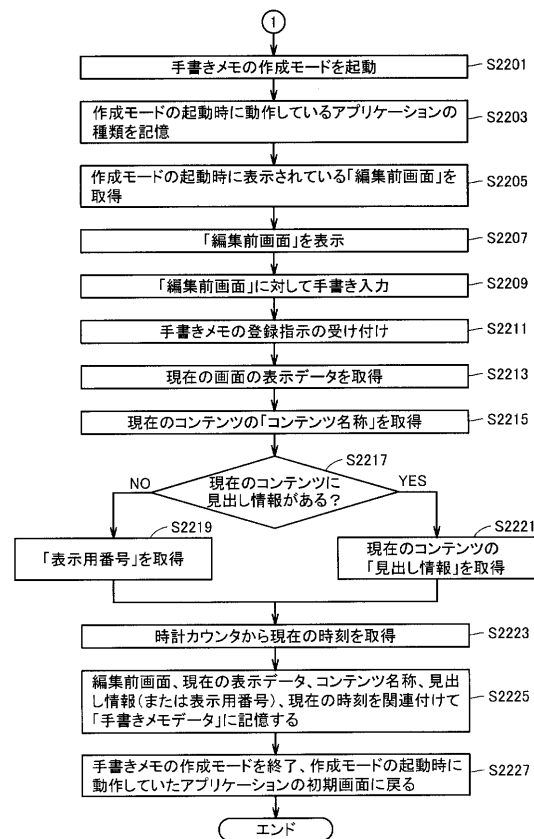 1
手書きメモの作成モードを起動
S2201
作成モードの起動時に動作しているアプリケーションの
種類を記憶
S2203
作成モードの起動時に表示されている「編集前画面」を
取得
S2205
「編集前画面」を表示
S2207
「編集前画面」に対して手書き入力
S2209
手書きメモの登録指示の受け付け
S2211
現在の画面の表示データを取得
S2213
現在のコンテンツの「コンテンツ名称」を取得
S2215
S2217
現在のコンテンツに
見出し情報がある？
NO
YES
S2219
「表示用番号」を取得
S2221
現在のコンテンツの
「見出し情報」を取得
時計カウンタから現在の時刻を取得
S2223
編集前画面、現在の表示データ、コンテンツ名称、見出
し情報(または表示用番号)、現在の時刻を関連付けて
「手書きメモデータ」に記憶する
S2225
手書きメモの作成モードを終了、作成モードの起動時に
動作していたアプリケーションの初期画面に戻る
S2227
エンド